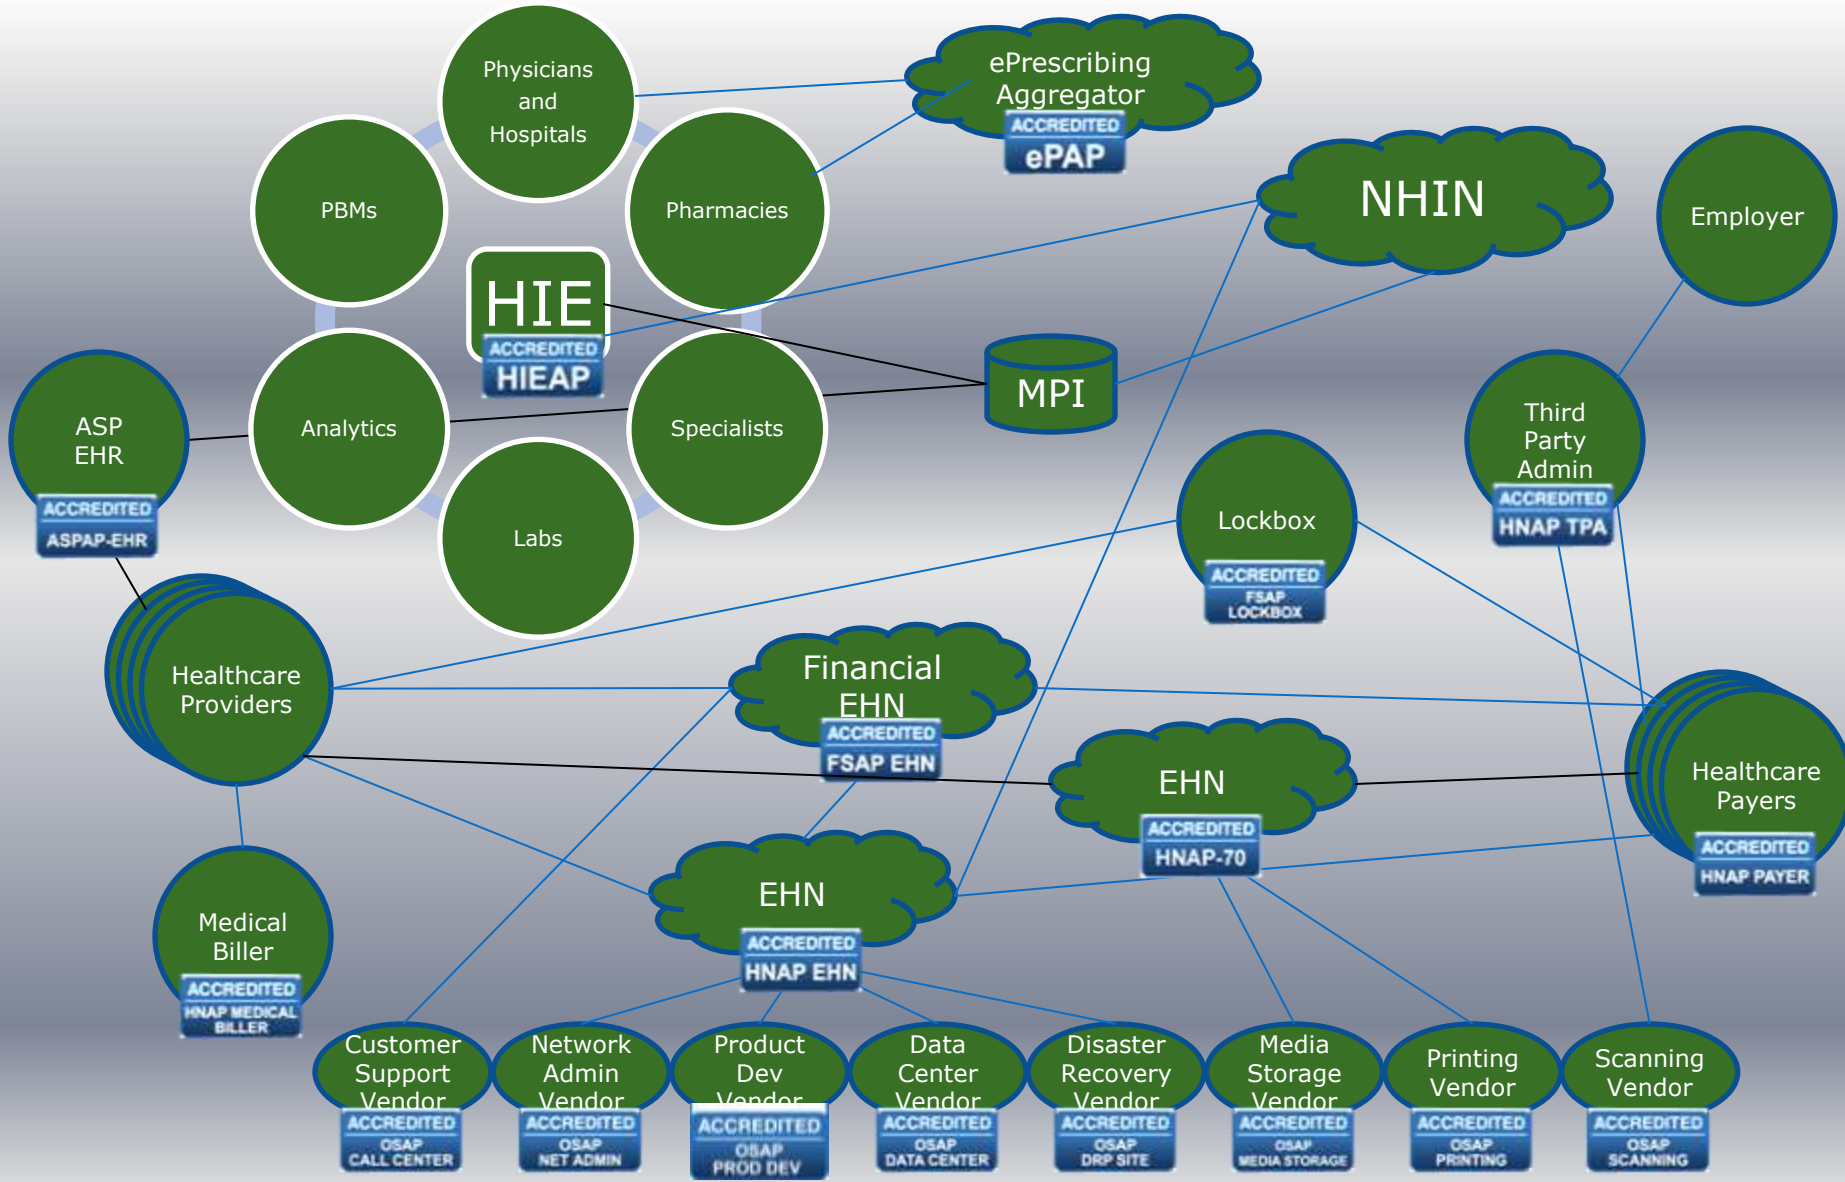 Physicians
and
Hospitals
ePrescribing
Aggregator
ACCREDITED
ePAP
PBMs
Pharmacies
NHIN
Employer
HIE
ACCREDITED
HIEAP
MPI
ASP
EHR
ACCREDITED
ASPAP-EHR
Analytics
Specialists
Third
Party
Admin
ACCREDITED
HNAP TPA
Labs
Lockbox
ACCREDITED
FSAP
LOCKBOX
Healthcare
Providers
Financial
EHN
ACCREDITED
FSAP EHN
EHN
ACCREDITED
HNAP-70
Healthcare
Payers
ACCREDITED
HNAP PAYER
EHN
ACCREDITED
HNAP EHN
Medical
Biller
ACCREDITED
HNAP MEDICAL
BILLER
Customer
Support
Vendor
ACCREDITED
OSAP
CALL CENTER
Network
Admin
Vendor
ACCREDITED
OSAP
NET ADMIN
Product
Dev
Vendor
ACCREDITED
OSAP
PROD DEV
Data
Center
Vendor
ACCREDITED
OSAP
DATA CENTER
Disaster
Recovery
Vendor
ACCREDITED
OSAP
DRP SITE
Media
Storage
Vendor
ACCREDITED
OSAP
MEDIA STORAGE
Printing
Vendor
ACCREDITED
OSAP
PRINTING
Scanning
Vendor
ACCREDITED
OSAP
SCANNING